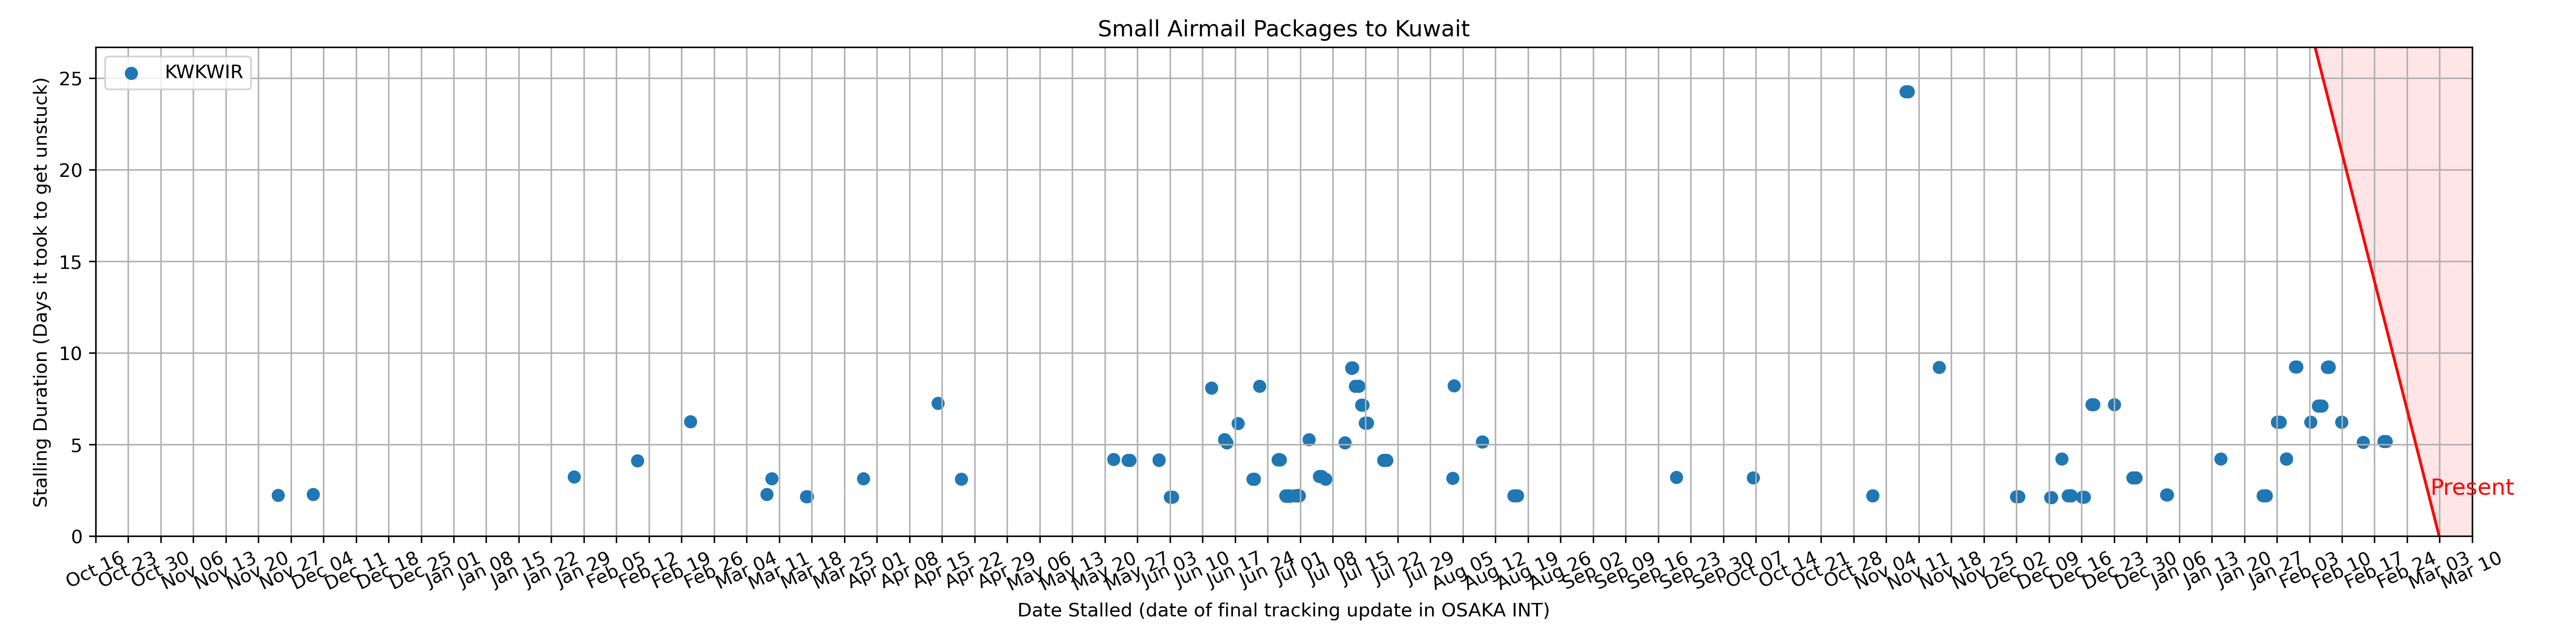 Small Airmail Packages to Kuwait
KWKWIR
Stalling Duration (Days it took to get unstuck)
25
20
15
10
5
0
Present
Oct 16 Oct 23 Oct 30 Nov 06 Nov 13 Nov 20 Nov 27 Dec 04 Dec 11 Dec 18 Dec 25 Jan 01 Jan 08 Jan 15 Jan 22 Jan 29 Feb 05 Feb 12 Feb 19 Feb 26 Mar 04 Mar 11 Mar 18 Mar 25 Apr 01 Apr 08 Apr 15 Apr 22 Apr 29 May 06 May 13 May 20 May 27 Jun 03 Jun 10 Jun 17 Jun 24 Jul 01 Jul 08 Jul 15 Jul 22 Jul 29 Aug 05 Aug 12 Aug 19 Aug 26 Sep 02 Sep 09 Sep 16 Sep 23 Sep 30 Oct 07 Oct 14 Oct 21 Oct 28 Nov 04 Nov 11 Nov 18 Nov 25 Dec 02 Dec 09 Dec 16 Dec 23 Dec 30 Jan 06 Jan 13 Jan 20 Jan 27 Feb 03 Feb 10 Feb 17 Feb 24 Mar 03 Mar 10
Date Stalled (date of final tracking update in OSAKA INT)